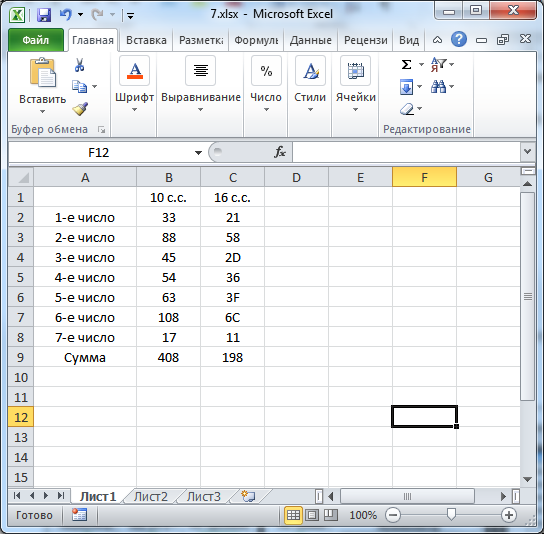 7.xlsx - Microsoft Excel
Файл Главная Вставка Разметка Формулы Данные Рецензи Вид
Вставить Шрифт Выравнивание Число Стили Ячейки
Буфер обмена Редактирование
F12 fx
A B C D E F G
1 10 с.с. 16 с.с.
2 1-е число 33 21
3 2-е число 88 58
4 3-е число 45 2D
5 4-е число 54 36
6 5-е число 63 3F
7 6-е число 108 6C
8 7-е число 17 11
9 Сумма 408 198
10
11
12
13
14
15
Лист1 Лист2 Лист3
Готово 100%